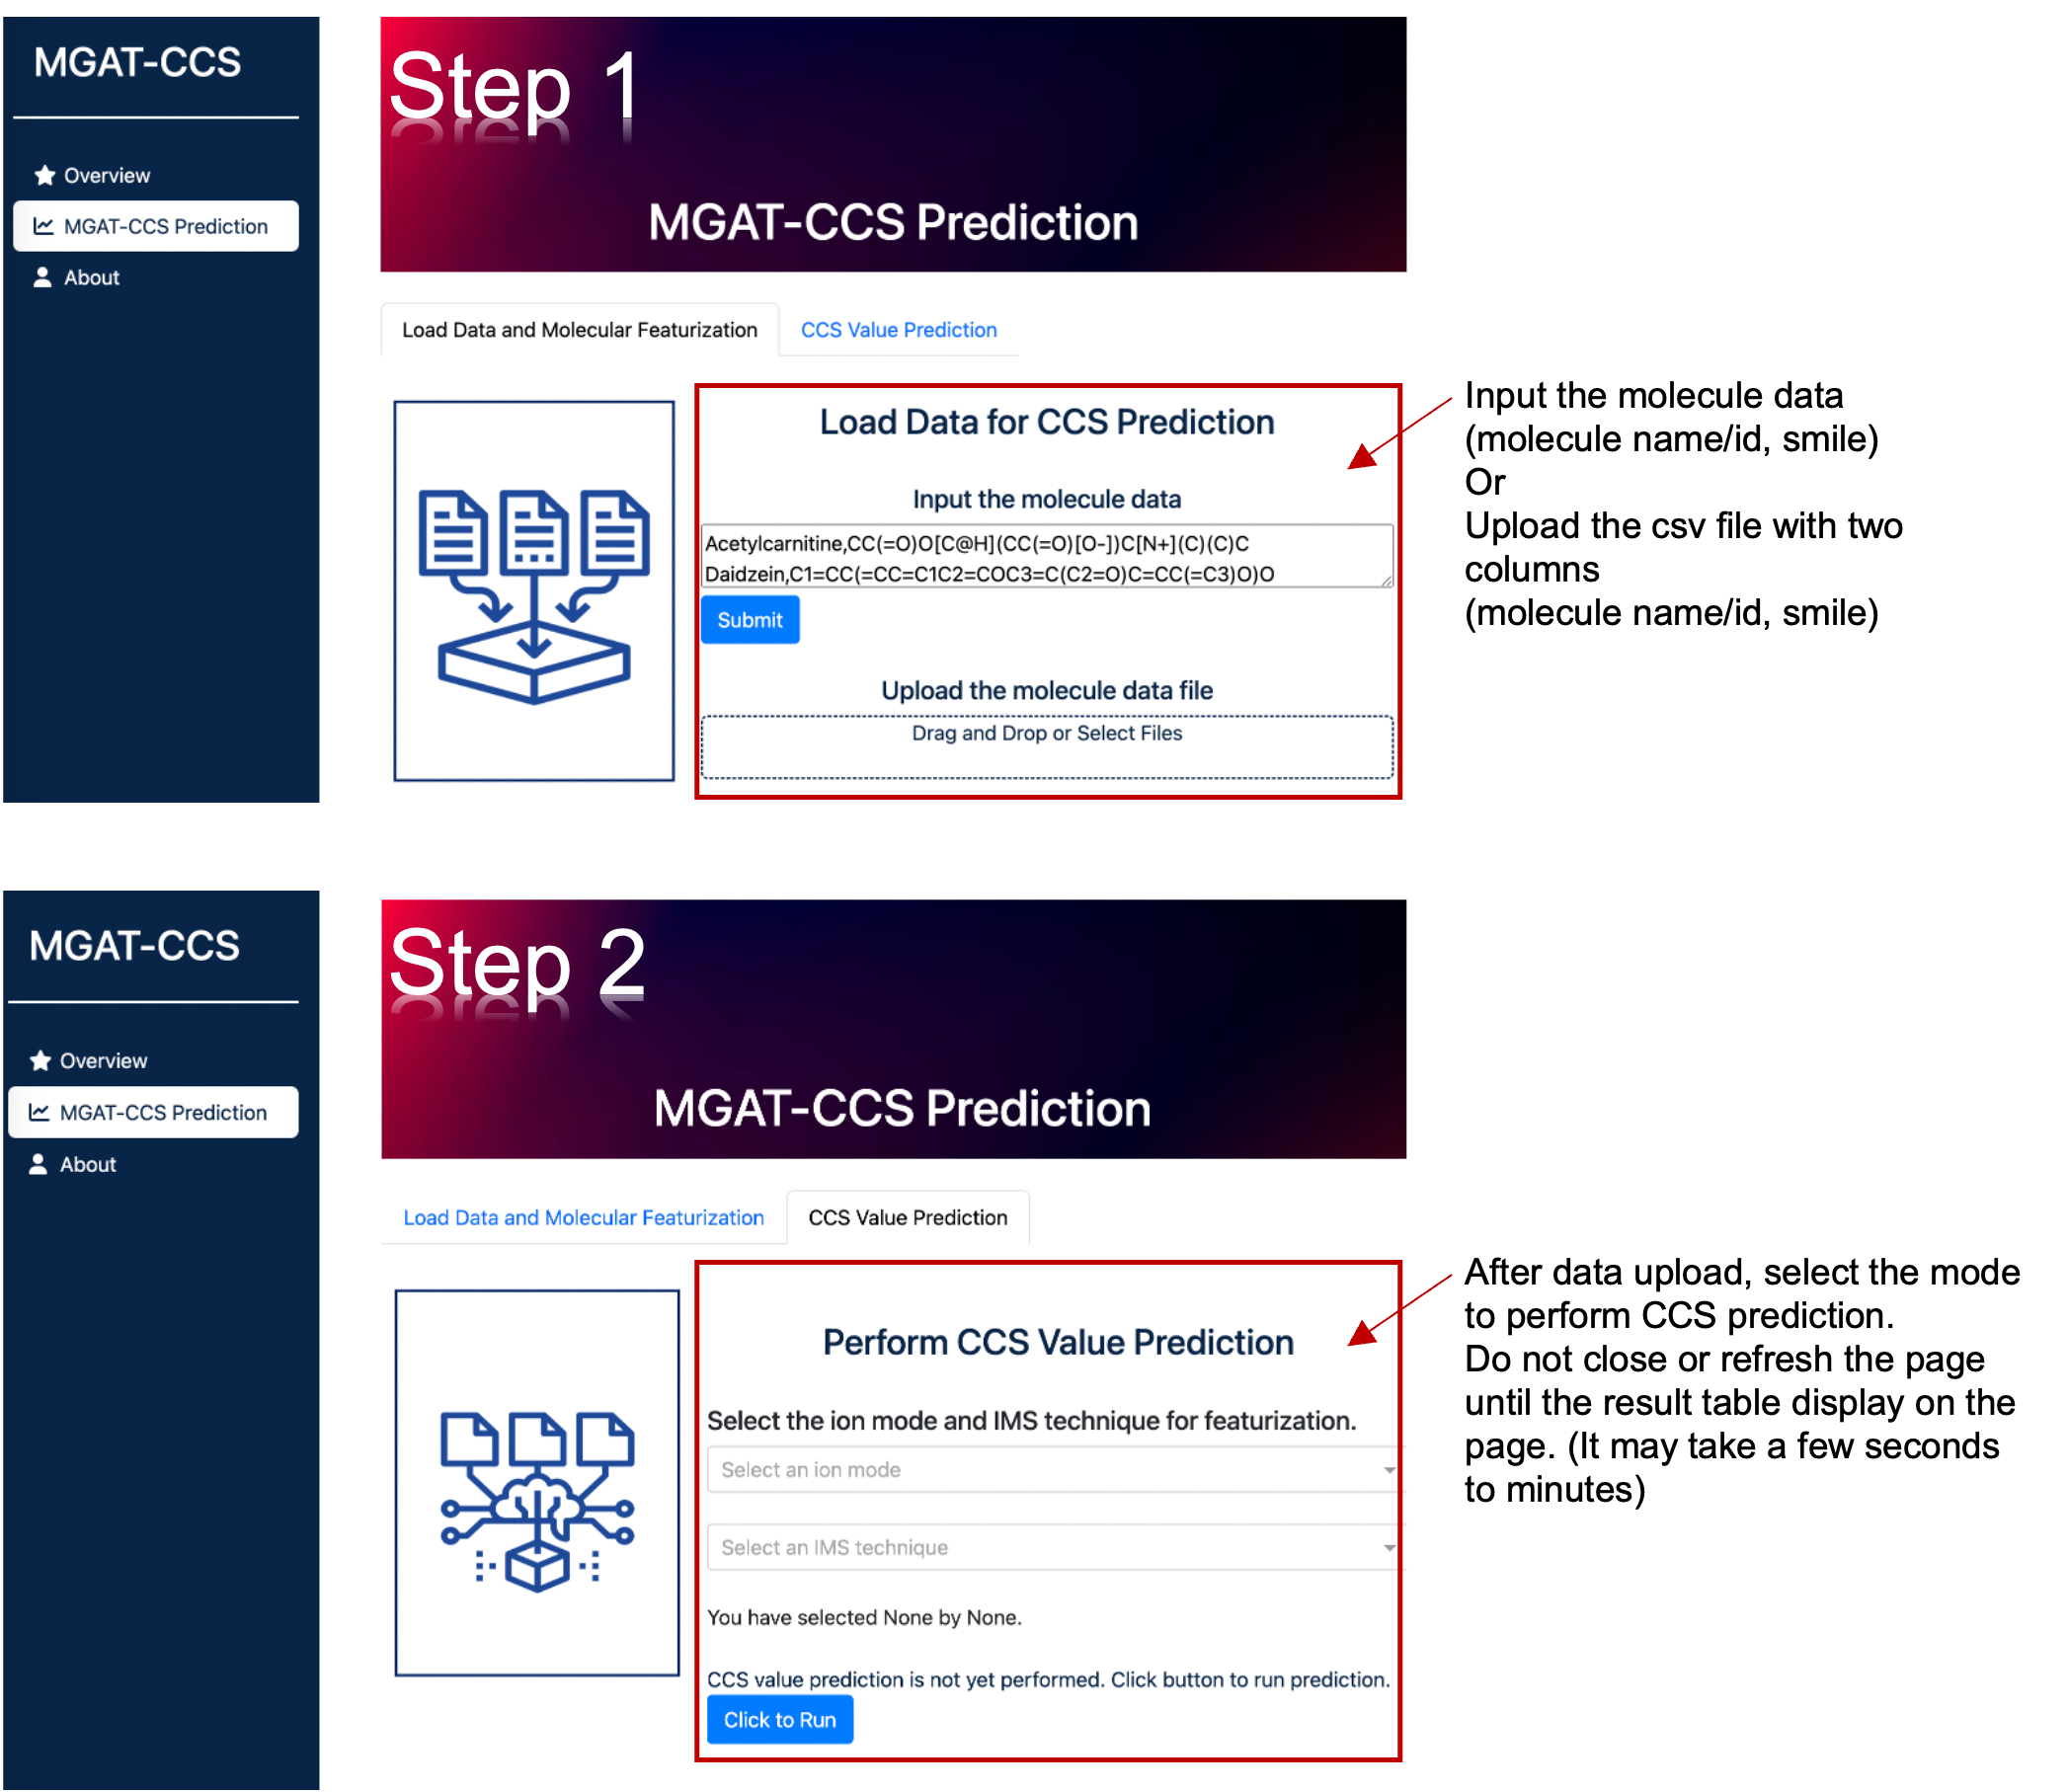 MGAT-CCS
Overview
MGAT-CCS Prediction
About
Step 1
MGAT-CCS Prediction
Load Data and Molecular Featurization
CCS Value Prediction
Load Data for CCS Prediction
Input the molecule data
Acetylcarnitine,CC(=O)O[C@H](CC(=O)[O-])C[N+](C)(C)C
Daidzein,C1=CC(=CC=C1C2=COC3=C(C2=O)C=CC(=C3)O)O
Submit
Upload the molecule data file
Drag and Drop or Select Files
Input the molecule data
(molecule name/id, smile)
Or
Upload the csv file with two
columns
(molecule name/id, smile)
MGAT-CCS
Overview
MGAT-CCS Prediction
About
Step 2
MGAT-CCS Prediction
Load Data and Molecular Featurization
CCS Value Prediction
Perform CCS Value Prediction
Select the ion mode and IMS technique for featurization.
Select an ion mode
Select an IMS technique
You have selected None by None.
CCS value prediction is not yet performed. Click button to run prediction.
Click to Run
After data upload, select the mode
to perform CCS prediction.
Do not close or refresh the page
until the result table display on the
page. (It may take a few seconds
to minutes)